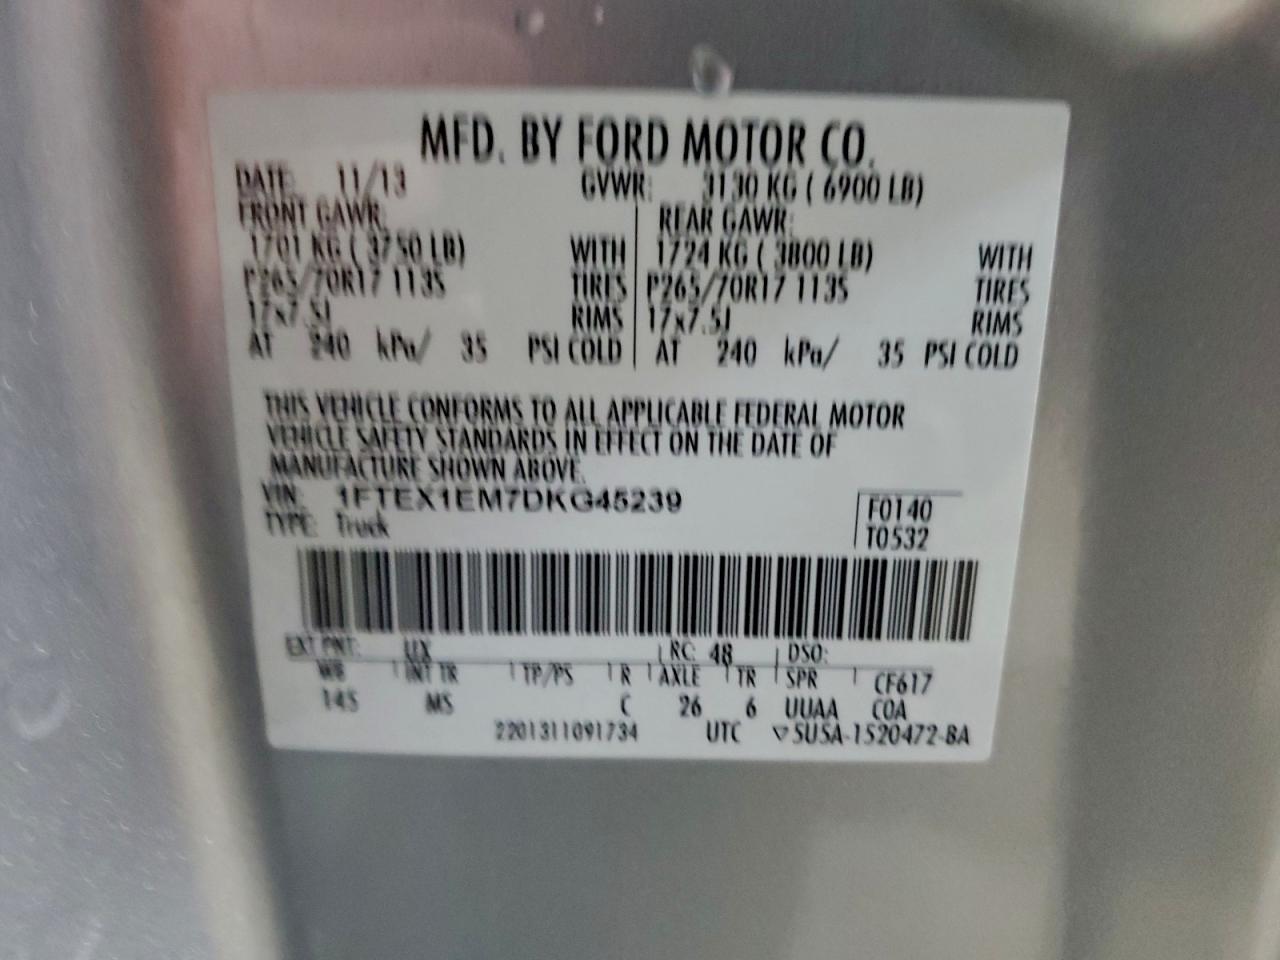 MFD. BY FORD MOTOR CO.
DATE: 11/13 GVWR: 3130 KG ( 6900 LB)
FRONT GAWR: REAR GAWR:
1701 KG ( 3750 LB) WITH 1724 KG ( 3800 LB) WITH
P265/70R17 113S TIRES P265/70R17 113S TIRES
17x7.5J RIMS 17x7.5J RIMS
AT 240 kPa/ 35 PSI COLD AT 240 kPa/ 35 PSI COLD
THIS VEHICLE CONFORMS TO ALL APPLICABLE FEDERAL MOTOR
VEHICLE SAFETY STANDARDS IN EFFECT ON THE DATE OF
MANUFACTURE SHOWN ABOVE.
VIN: 1FTEX1EM7DKG45239
TYPE: Truck
F0140
T0532
EXT PNT: UX RC: 48 DSO:
WB INT TR TP/PS R AXLE TR SPR CF617
145 MS C 26 6 UUAA COA
2201311091734 UTC ▽5USA-1520472-BA